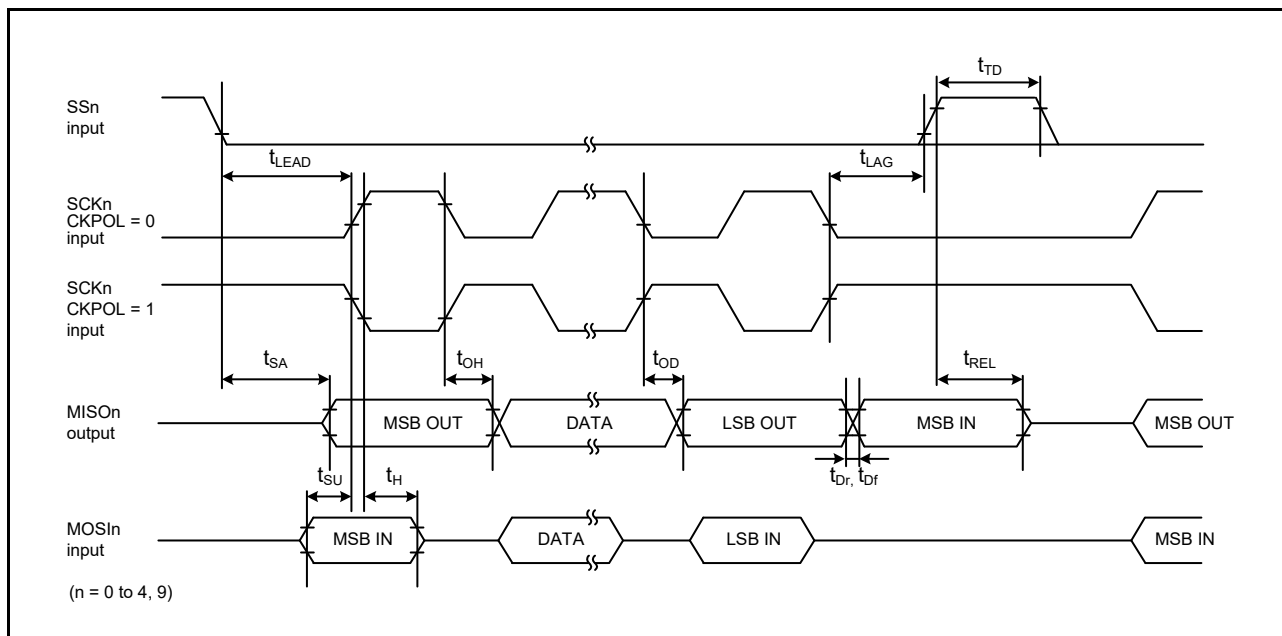 tTD
SSn
input
tLEAD
tLAG
SCKn
CKPOL = 0
input
SCKn
CKPOL = 1
input
tSA
tOH
tOD
tREL
MISOn
output
MSB OUT
DATA
LSB OUT
MSB IN
MSB OUT
tSU
tH
tDr, tDf
MOSIn
input
MSB IN
DATA
LSB IN
MSB IN
(n = 0 to 4, 9)